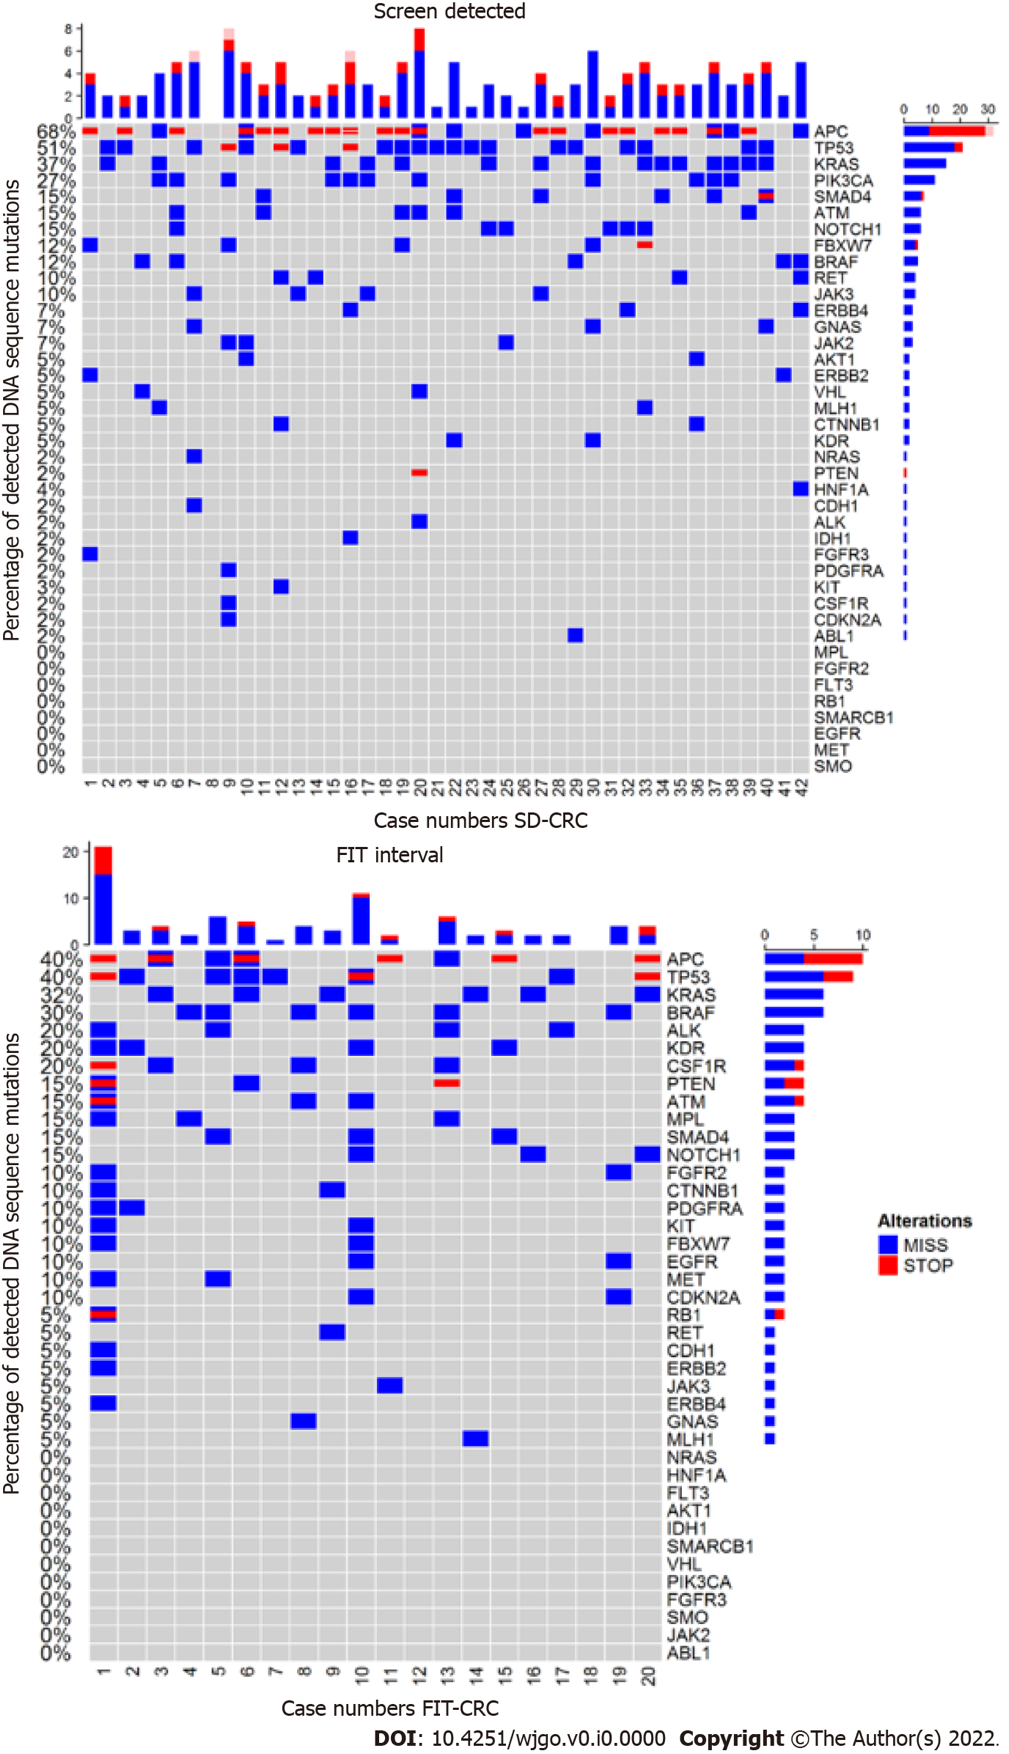 Screen detected
8
6
4
2
0
0 10 20 30
68% APC
51% TP53
37% KRAS
27% PIK3CA
15% SMAD4
15% ATM
15% NOTCH1
12% FBXW7
12% BRAF
10% RET
10% JAK3
7% ERBB4
7% GNAS
7% JAK2
5% AKT1
5% ERBB2
5% VHL
5% MLH1
5% CTNNB1
5% KDR
2% NRAS
2% PTEN
4% HNF1A
2% CDH1
2% ALK
2% IDH1
2% FGFR3
2% PDGFRA
3% KIT
2% CSF1R
2% CDKN2A
2% ABL1
0% MPL
0% FGFR2
0% FLT3
0% RB1
0% SMARCB1
0% EGFR
0% MET
0% SMO
Percentage of detected DNA sequence mutations
1 2 3 4 5 6 7 8 9 10 11 12 13 14 15 16 17 18 19 20 21 22 23 24 25 26 27 28 29 30 31 32 33 34 35 36 37 38 39 40 41 42
Case numbers SD-CRC
FIT interval
20
10
0
0 5 10
40% APC
40% TP53
32% KRAS
30% BRAF
20% ALK
20% KDR
20% CSF1R
15% PTEN
15% ATM
15% MPL
15% SMAD4
15% NOTCH1
10% FGFR2
10% CTNNB1
10% PDGFRA
10% KIT
10% FBXW7
10% EGFR
10% MET
10% CDKN2A
5% RB1
5% RET
5% CDH1
5% ERBB2
5% JAK3
5% ERBB4
5% GNAS
5% MLH1
0% NRAS
0% HNF1A
0% FLT3
0% AKT1
0% IDH1
0% SMARCB1
0% VHL
0% PIK3CA
0% FGFR3
0% SMO
0% JAK2
0% ABL1
Percentage of detected DNA sequence mutations
Alterations
MISS
STOP
1 2 3 4 5 6 7 8 9 10 11 12 13 14 15 16 17 18 19 20
Case numbers FIT-CRC
DOI: 10.4251/wjgo.v0.i0.0000 Copyright ©The Author(s) 2022.